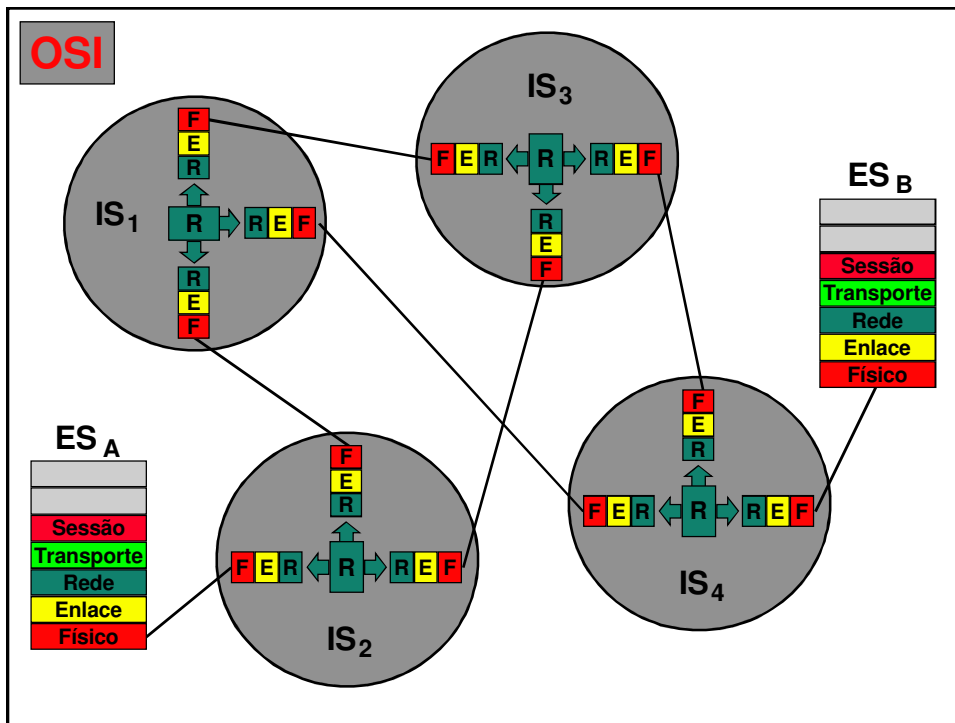 OSI
IS3
F E R
R
R E F
R
E
F
IS1
F
E
R
R
R E F
R
E
F
ES B
Sessão
Transporte
Rede
Enlace
Físico
ES A
Sessão
Transporte
Rede
Enlace
Físico
F
E
R
F E R
R
R E F
IS2
F
E
R
F E R
R
R E F
IS4